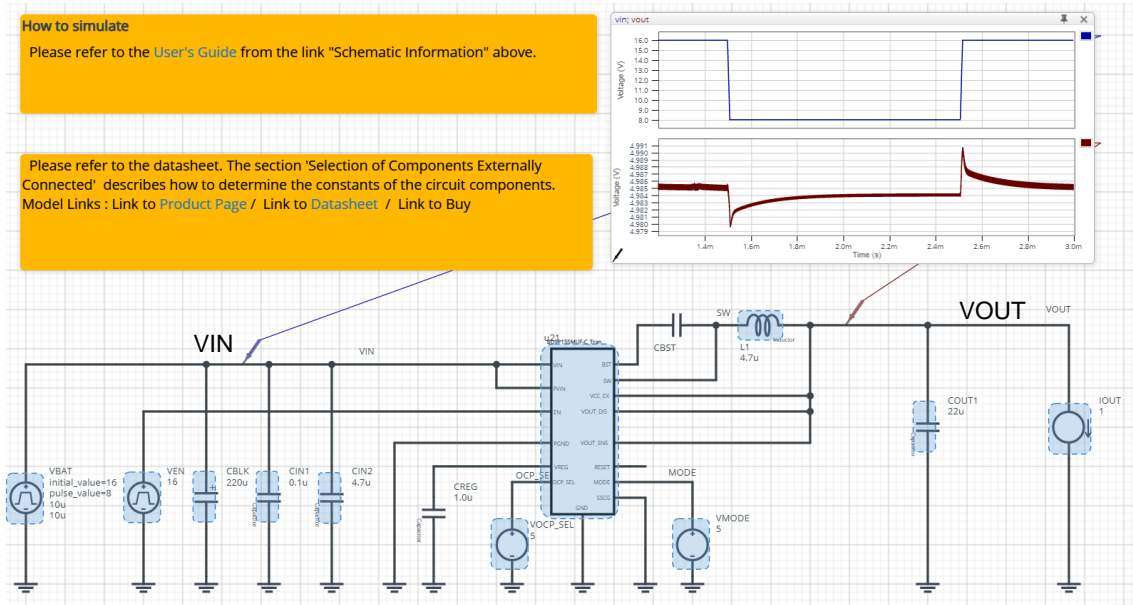 How to simulate
Please refer to the User's Guide from the link "Schematic Information" above.
Please refer to the datasheet. The section 'Selection of Components Externally
Connected' describes how to determine the constants of the circuit components.
Model Links : Link to Product Page / Link to Datasheet / Link to Buy
vin; vout
Voltage (V)
16.0
15.0
14.0
13.0
12.0
11.0
10.0
9.0
8.0
Voltage (V)
4.991
4.990
4.989
4.988
4.987
4.986
4.985
4.984
4.983
4.982
4.981
4.980
4.979
1.4m
1.6m
1.8m
2.0m
2.2m
2.4m
2.6m
2.8m
3.0m
Time (s)
VIN
VIN
SW
VOUT
VOUT
CBST
L1
4.7u
Inductor
VIN
PVIN
EN
PGND
VREG
OCP_SEL
BST
SW
VCC_EX
VOUT_DIS
VOUT_SNS
RESET
MODE
SSCG
GND
MODE
COUT1
22u
IOUT
1
VBAT
initial_value=16
pulse_value=8
10u
10u
VEN
16
CBLK
220u
CIN1
0.1u
CIN2
4.7u
CREG
1.0u
Capacitor
VOCP_SEL
5
VMODE
5